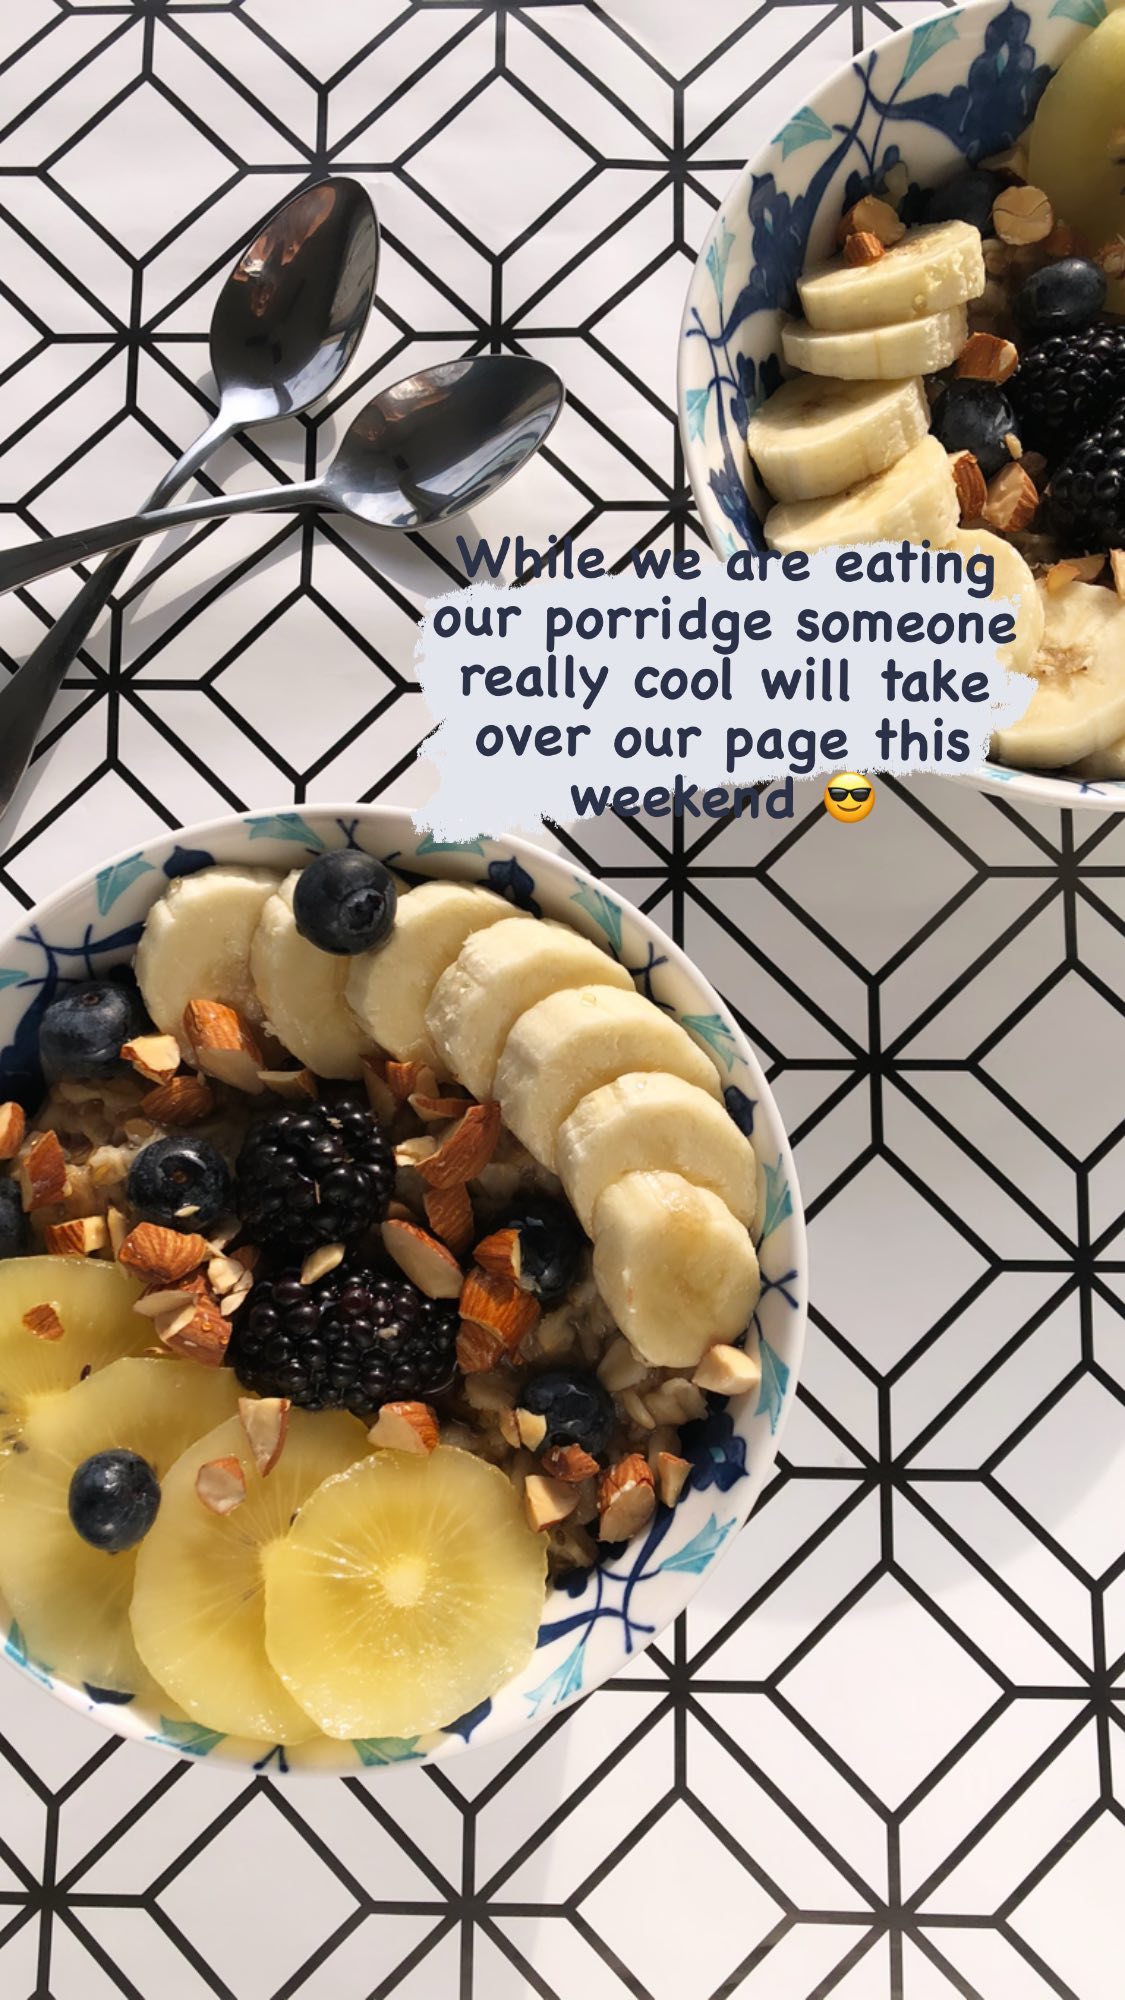 While we are eating
our porridge someone
really cool will take
over our page this
weekend 😎